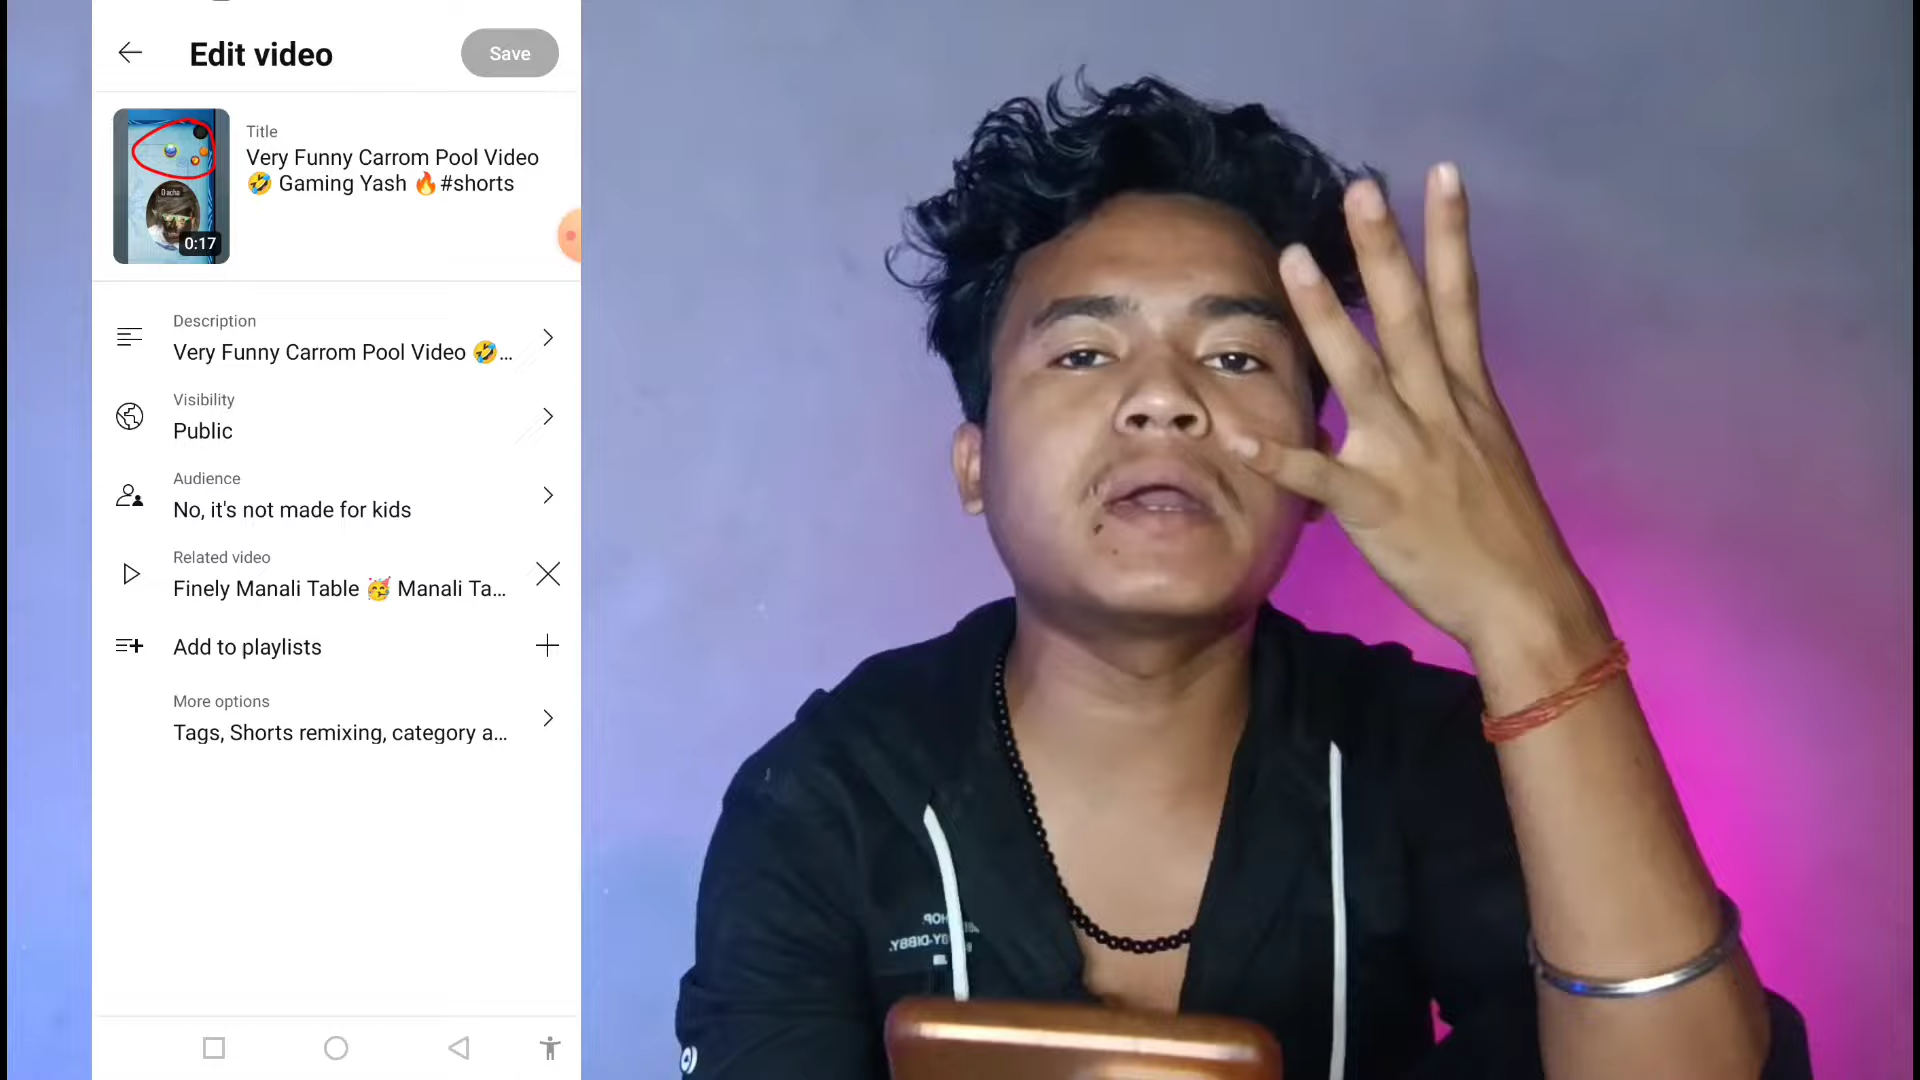 Edit video
Save
Title
Very Funny Carrom Pool Video
🤣 Gaming Yash 🔥#shorts
D acha
0:17
Description
Very Funny Carrom Pool Video 🤣...
Visibility
Public
Audience
No, it's not made for kids
Related video
Finely Manali Table 🥳 Manali Ta...
Add to playlists
More options
Tags, Shorts remixing, category a...